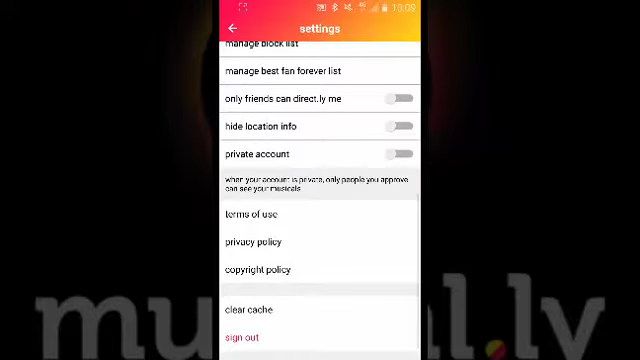 10:09
settings
manage block list
manage best fan forever list
only friends can direct.ly me
hide location info
private account
when your account is private, only people you approve
can see your musicals
terms of use
privacy policy
copyright policy
clear cache
sign out
mu al.ly